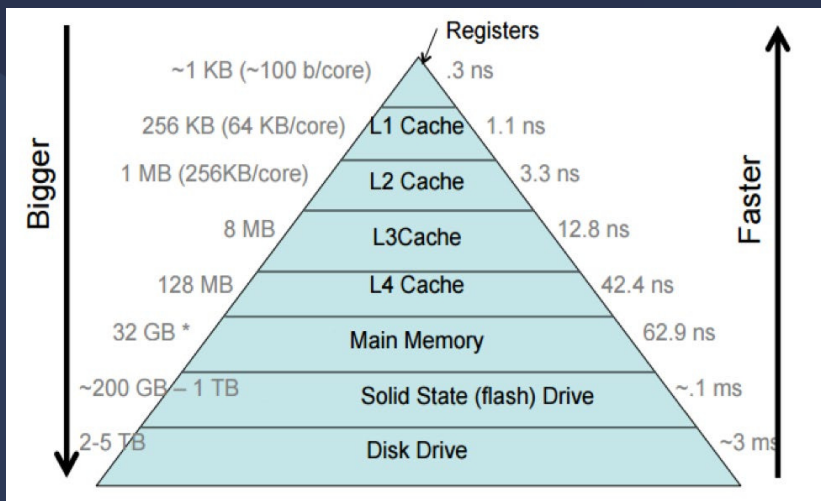 Registers
~1 KB (~100 b/core) .3 ns
256 KB (64 KB/core) L1 Cache 1.1 ns
1 MB (256KB/core) L2 Cache 3.3 ns
8 MB L3Cache 12.8 ns
128 MB L4 Cache 42.4 ns
32 GB * Main Memory 62.9 ns
~200 GB – 1 TB Solid State (flash) Drive ~.1 ms
2-5 TB Disk Drive ~3 ms
Bigger
Faster